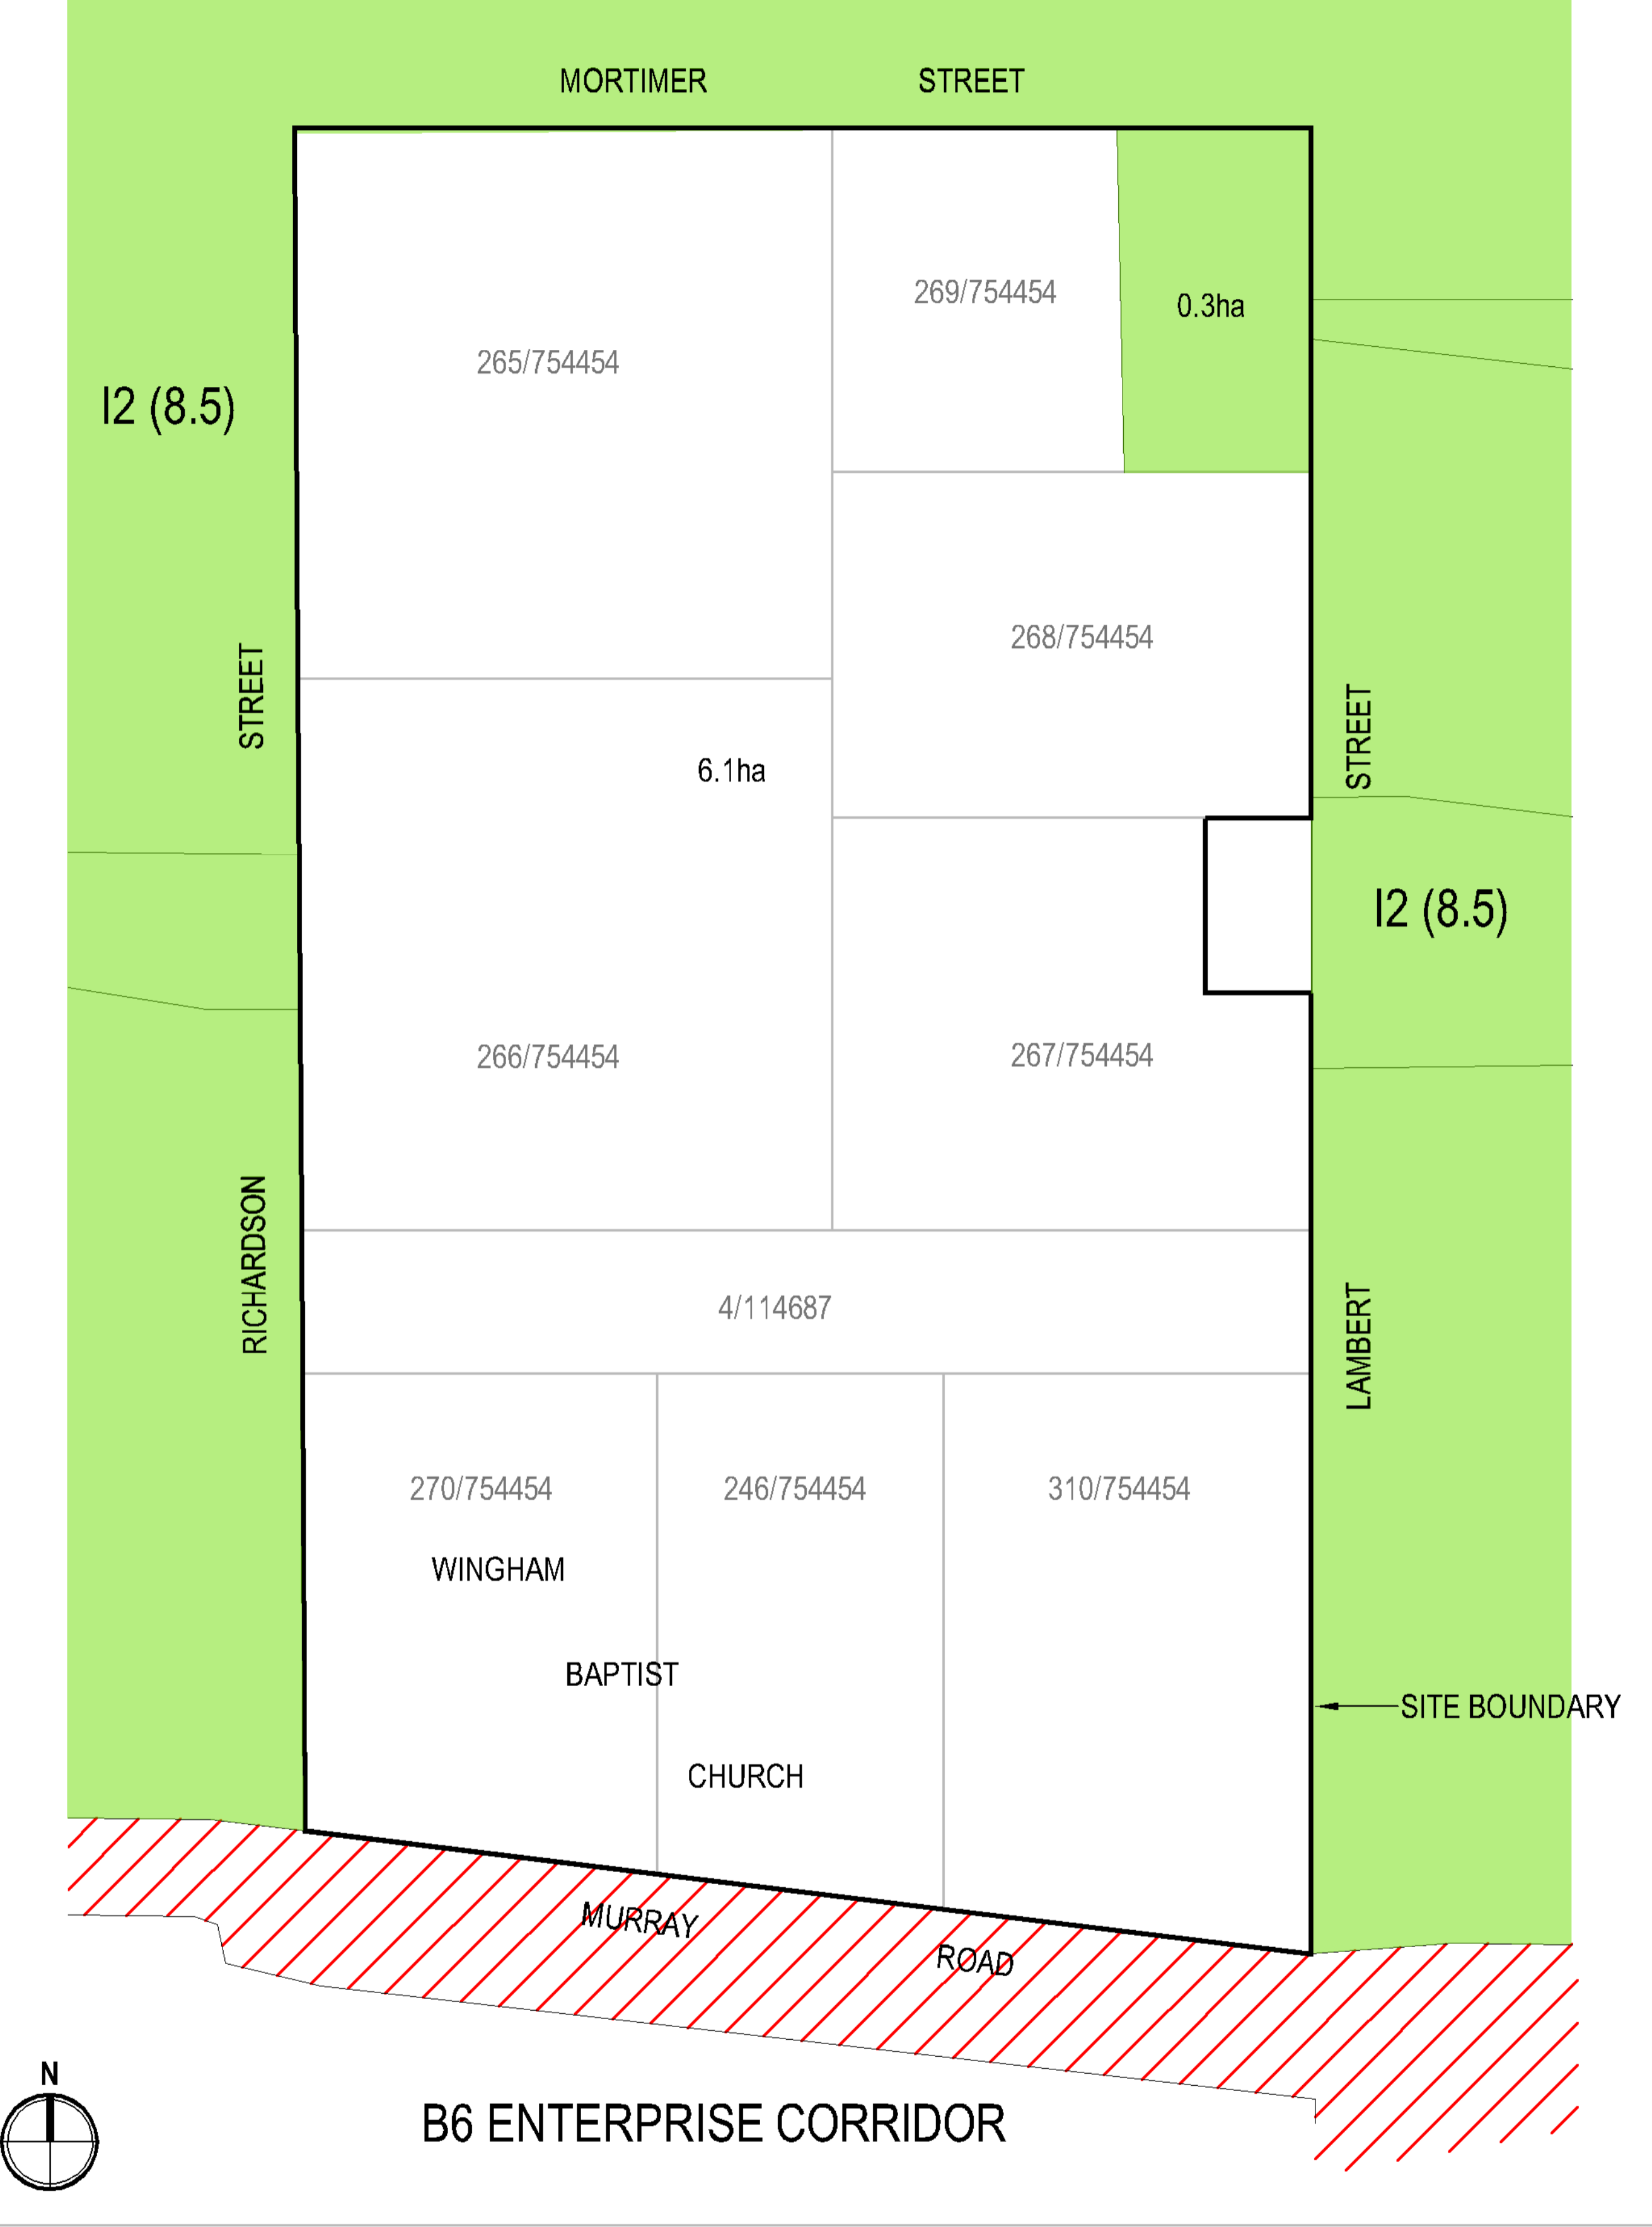 MORTIMER STREET
269/754454
0.3ha
265/754454
I2 (8.5)
268/754454
STREET
STREET
6.1ha
I2 (8.5)
266/754454
267/754454
RICHARDSON
4/114687
LAMBERT
270/754454
246/754454
310/754454
WINGHAM
BAPTIST
SITE BOUNDARY
CHURCH
MURRAY
ROAD
N
B6 ENTERPRISE CORRIDOR